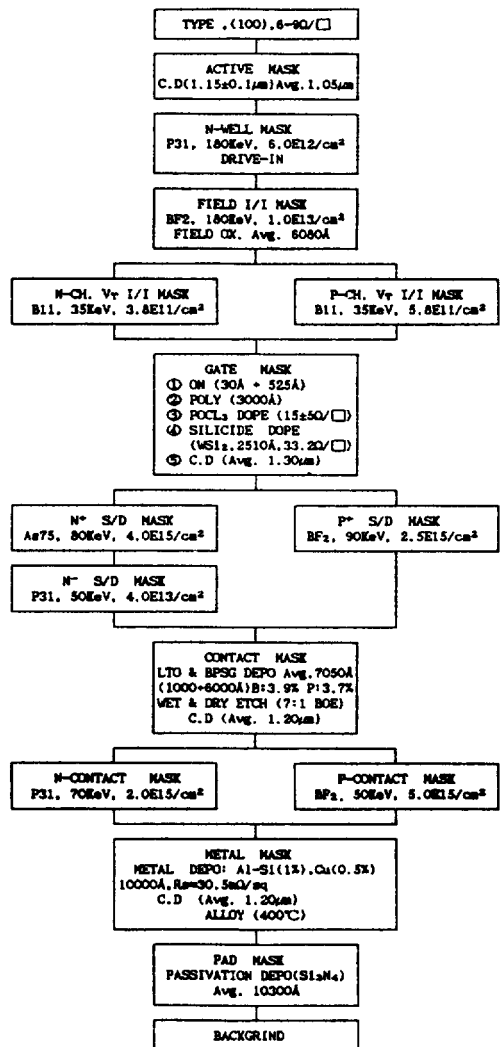 TYPE ,(100),6-9Ω/□
ACTIVE MASK
C.D(1.15±0.1μm)Avg.1.05μm
N-WELL MASK
P31, 180KeV, 6.0E12/cm²
DRIVE-IN
FIELD I/I MASK
BF2, 180KeV, 1.0E13/cm²
FIELD OX. Avg. 6080Å
N-CH. VT I/I MASK
B11, 35KeV, 3.8E11/cm²
P-CH. VT I/I MASK
B11, 35KeV, 5.8E11/cm²
GATE MASK
① ON (30Å + 525Å)
② POLY (3000Å)
③ POCL₃ DOPE (15±5Ω/□)
④ SILICIDE DOPE
(WSi₂,2510Å,33.2Ω/□)
⑤ C.D (Avg. 1.30μm)
N⁺ S/D MASK
As75, 80KeV, 4.0E15/cm²
P⁺ S/D MASK
BF₂, 90KeV, 2.5E15/cm²
N⁻ S/D MASK
P31, 50KeV, 4.0E13/cm²
CONTACT MASK
LTO & BPSG DEPO Avg.7050Å
(1000+6000Å)B:3.9% P:3.7%
WET & DRY ETCH (7:1 BOE)
C.D (Avg. 1.20μm)
N-CONTACT MASK
P31, 70KeV, 2.0E15/cm²
P-CONTACT MASK
BF₂, 50KeV, 5.0E15/cm²
METAL MASK
METAL DEPO: Al-Si(1%),Cu(0.5%)
10000Å,Rs=30.5mΩ/sq
C.D (Avg. 1.20μm)
ALLOY (400℃)
PAD MASK
PASSIVATION DEPO(Si₃N₄)
Avg. 10300Å
BACKGRIND